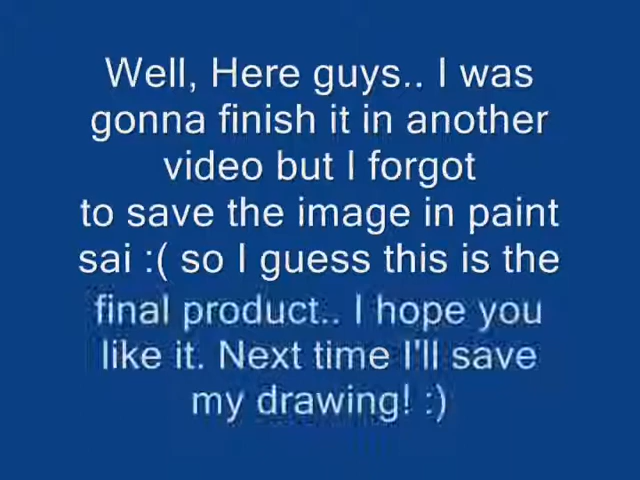 Well, Here guys.. I was
gonna finish it in another
video but I forgot
to save the image in paint
sai :( so I guess this is the
final product.. I hope you
like it. Next time I'll save
my drawing! :)